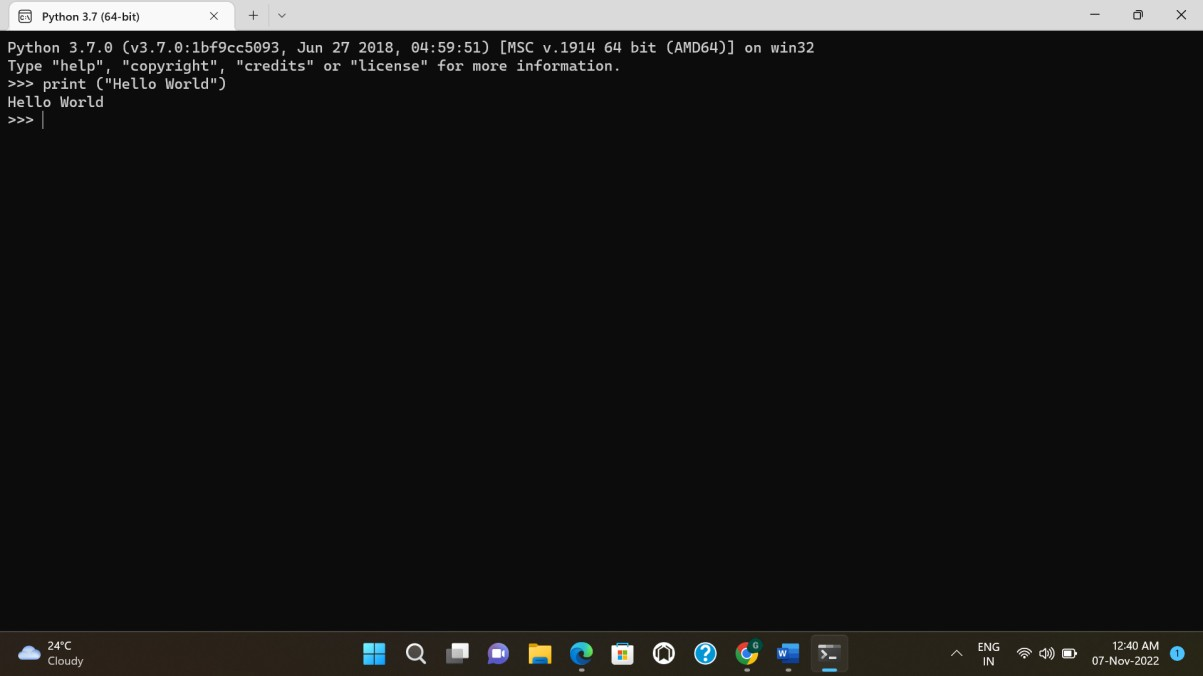 Python 3.7 (64-bit)
Python 3.7.0 (v3.7.0:1bf9cc5093, Jun 27 2018, 04:59:51) [MSC v.1914 64 bit (AMD64)] on win32
Type "help", "copyright", "credits" or "license" for more information.
>>> print ("Hello World")
Hello World
>>>
24°C
Cloudy
ENG
IN
12:40 AM
07-Nov-2022
1